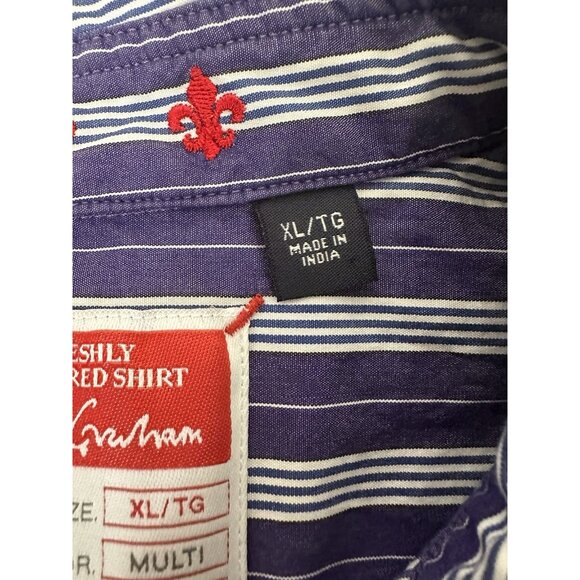 XL/TG
MADE IN
INDIA
ESHLY
RED SHIRT
Graham
ZE.
XL/TG
R.
MULTI